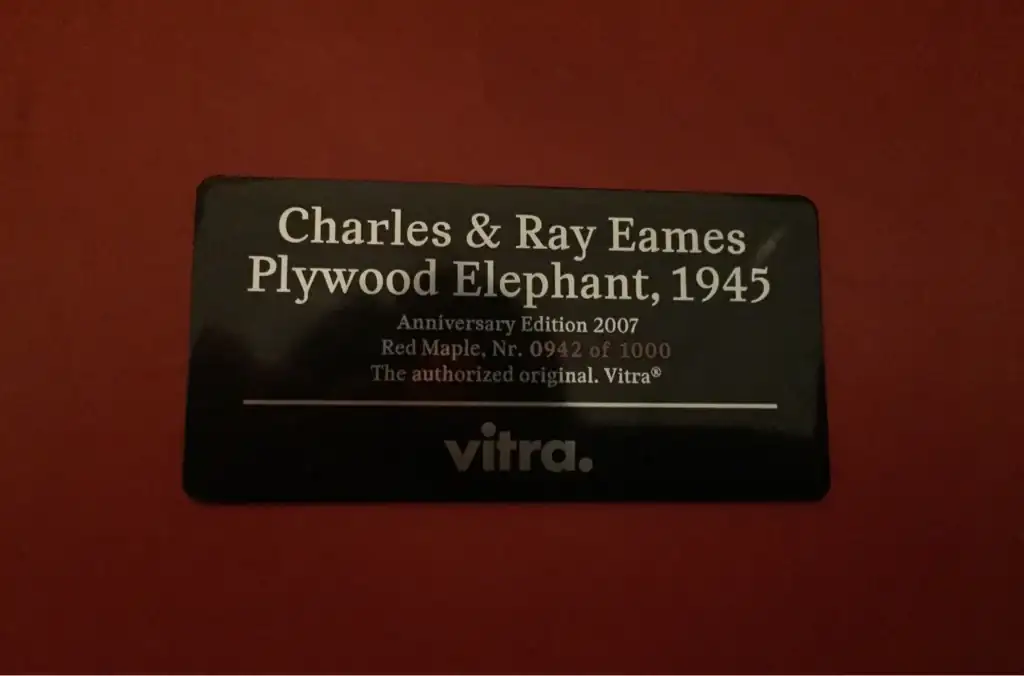 Charles & Ray Eames
Plywood Elephant, 1945
Anniversary Edition 2007
Red Maple, Nr. 0942 of 1000
The authorized original. Vitra®
vitra.